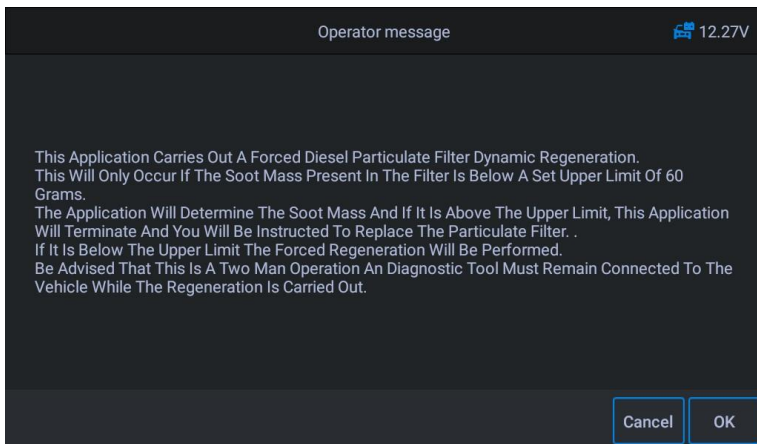 Operator message
12.27V
This Application Carries Out A Forced Diesel Particulate Filter Dynamic Regeneration.
This Will Only Occur If The Soot Mass Present In The Filter Is Below A Set Upper Limit Of 60
Grams.
The Application Will Determine The Soot Mass And If It Is Above The Upper Limit, This Application
Will Terminate And You Will Be Instructed To Replace The Particulate Filter. .
If It Is Below The Upper Limit The Forced Regeneration Will Be Performed.
Be Advised That This Is A Two Man Operation An Diagnostic Tool Must Remain Connected To The
Vehicle While The Regeneration Is Carried Out.
Cancel
OK